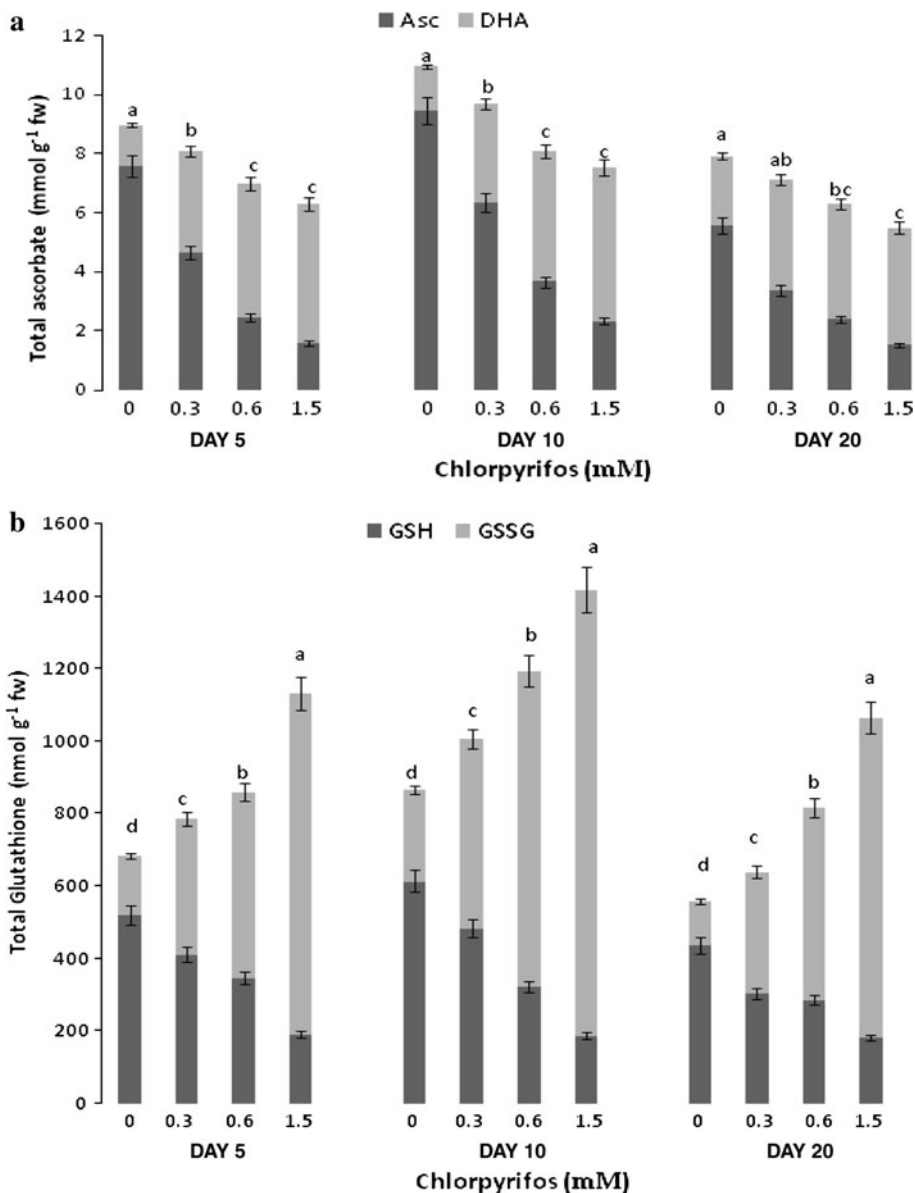 a
Asc DHA
Total ascorbate (mmol g⁻¹ fw)
12
10
8
6
4
2
0
a b c c
a b c c
a ab bc c
0 0.3 0.6 1.5 0 0.3 0.6 1.5 0 0.3 0.6 1.5
DAY 5 DAY 10 DAY 20
Chlorpyrifos (mM)
b
GSH GSSG
Total Glutathione (nmol g⁻¹ fw)
1600
1400
1200
1000
800
600
400
200
0
d c b a
d c b a
d c b a
0 0.3 0.6 1.5 0 0.3 0.6 1.5 0 0.3 0.6 1.5
DAY 5 DAY 10 DAY 20
Chlorpyrifos (mM)